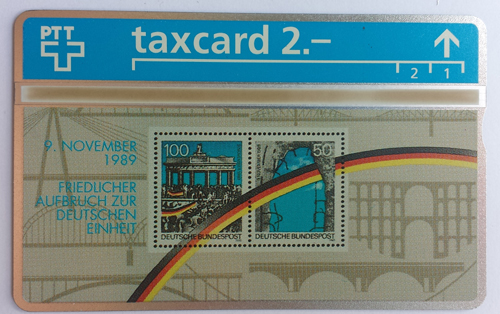 PTT
taxcard 2.–
2 1
9. NOVEMBER
1989
FRIEDLICHER
AUFBRUCH ZUR
DEUTSCHEN
EINHEIT
100
50
DEUTSCHE BUNDESPOST
DEUTSCHE BUNDESPOST